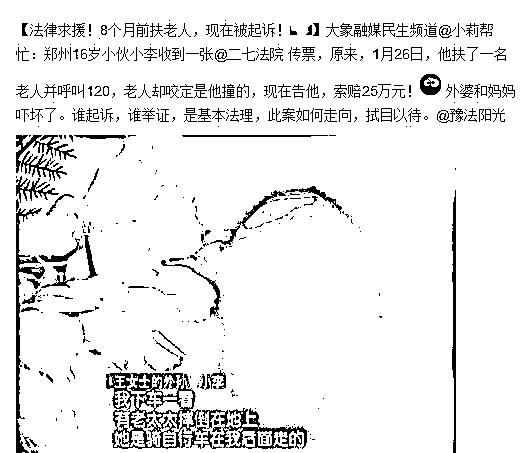 【法律求援！8个月前扶老人，现在被起诉！】大象融媒民生频道@小莉帮
忙：郑州16岁小伙小李收到一张@二七法院 传票，原来，1月26日，他扶了一名
老人并呼叫120，老人却咬定是他撞的，现在告他，索赔25万元！ 外婆和妈妈
吓坏了。谁起诉，谁举证，是基本法理，此案如何走向，拭目以待。@豫法阳光
王女士的外孙 小李
我下车一看
有老太太摔倒在地上
她是骑自行车在我后面走的